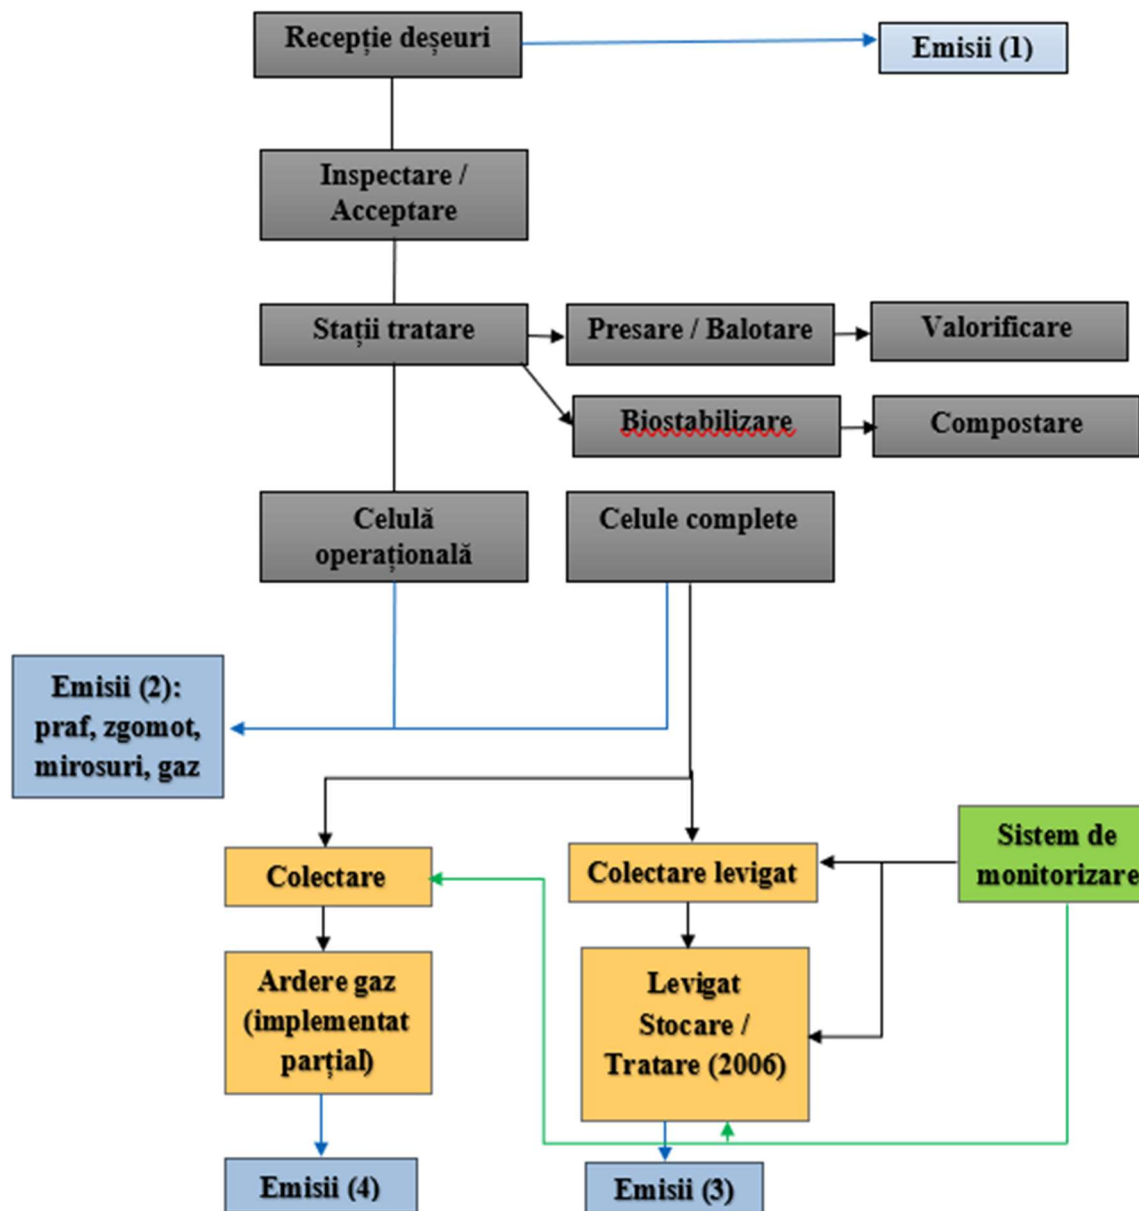 Recepție deșeuri
Emisii (1)
Inspectare /
Acceptare
Stații tratare
Presare / Balotare
Valorificare
Biostabilizare
Compostare
Celulă
operațională
Celule complete
Emisii (2):
praf, zgomot,
mirosuri, gaz
Sistem de
monitorizare
Colectare
Colectare levigat
Ardere gaz
(implementat
parțial)
Levigat
Stocare /
Tratare (2006)
Emisii (4)
Emisii (3)